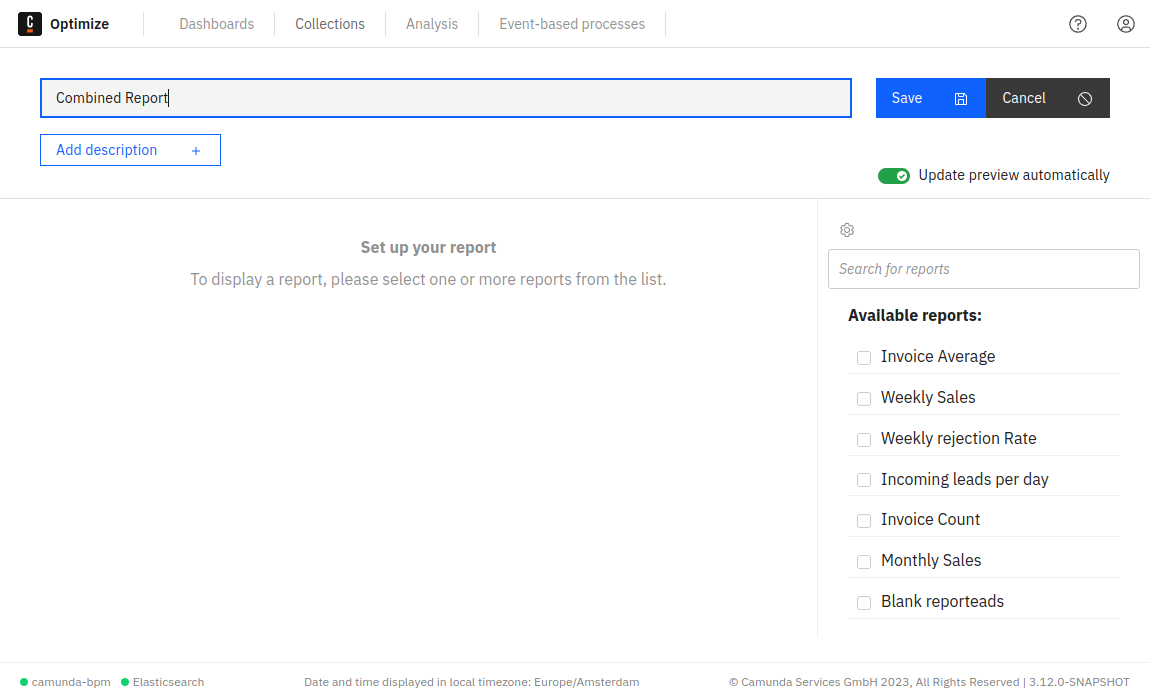 C Optimize Dashboards Collections Analysis Event-based processes
Combined Report Save Cancel
Add description +
Update preview automatically
Set up your report
To display a report, please select one or more reports from the list.
Search for reports
Available reports:
Invoice Average
Weekly Sales
Weekly rejection Rate
Incoming leads per day
Invoice Count
Monthly Sales
Blank reporteads
camunda-bpm Elasticsearch Date and time displayed in local timezone: Europe/Amsterdam © Camunda Services GmbH 2023, All Rights Reserved | 3.12.0-SNAPSHOT